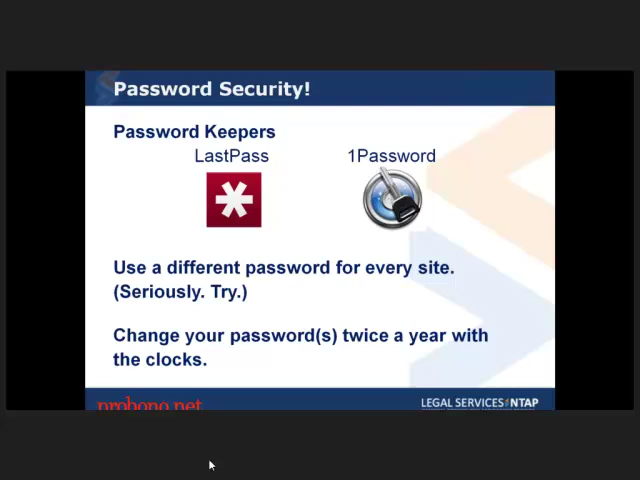 Password Security!
Password Keepers
LastPass 1Password
Use a different password for every site.
(Seriously. Try.)
Change your password(s) twice a year with
the clocks.
probono.net
LEGAL SERVICES NTAP